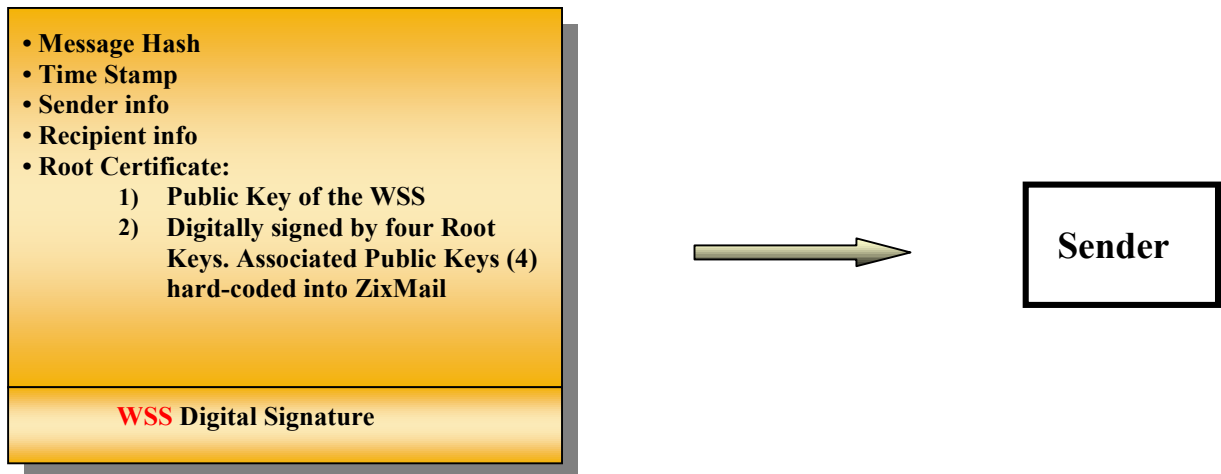 • Message Hash
• Time Stamp
• Sender info
• Recipient info
• Root Certificate:
1) Public Key of the WSS
2) Digitally signed by four Root
Keys. Associated Public Keys (4)
hard-coded into ZixMail
WSS Digital Signature
Sender